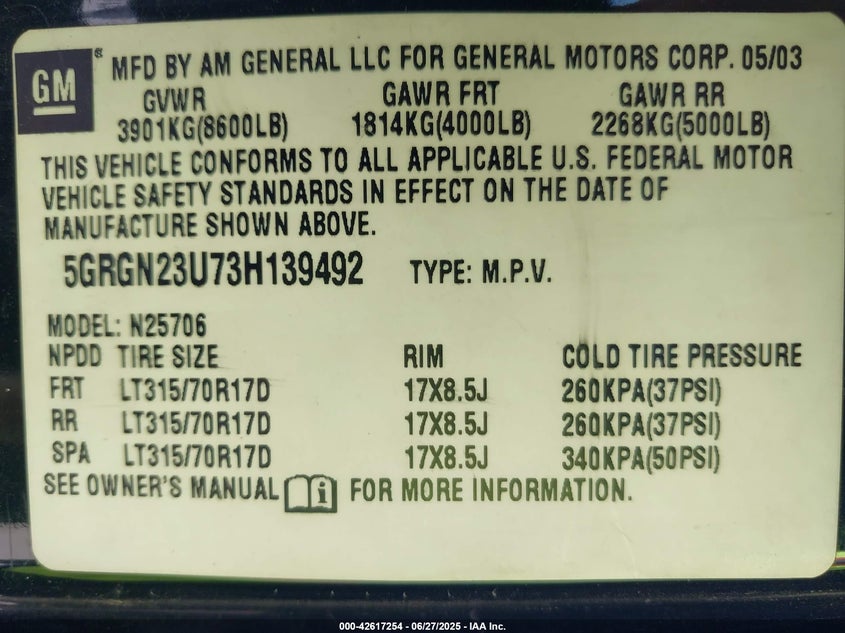 GM
®
MFD BY AM GENERAL LLC FOR GENERAL MOTORS CORP. 05/03
GVWR GAWR FRT GAWR RR
3901KG(8600LB) 1814KG(4000LB) 2268KG(5000LB)
THIS VEHICLE CONFORMS TO ALL APPLICABLE U.S. FEDERAL MOTOR
VEHICLE SAFETY STANDARDS IN EFFECT ON THE DATE OF
MANUFACTURE SHOWN ABOVE.
5GRGN23U73H139492 TYPE: M.P.V.
MODEL: N25706
NPDD TIRE SIZE RIM COLD TIRE PRESSURE
FRT LT315/70R17D 17X8.5J 260KPA(37PSI)
RR LT315/70R17D 17X8.5J 260KPA(37PSI)
SPA LT315/70R17D 17X8.5J 340KPA(50PSI)
SEE OWNER'S MANUAL i FOR MORE INFORMATION.
000-42617254 - 06/27/2025 - IAA Inc.